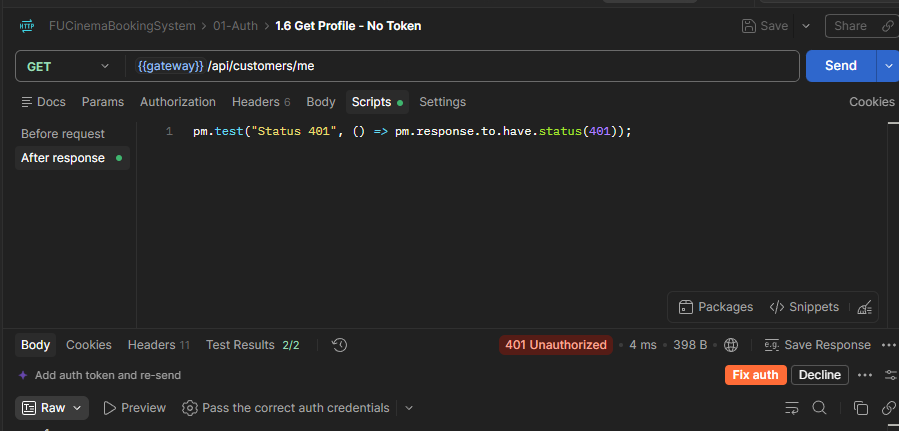 HTTP FUCinemaBookingSystem > 01-Auth > 1.6 Get Profile - No Token Save Share
GET {{gateway}} /api/customers/me Send
Docs Params Authorization Headers 6 Body Scripts Settings Cookies
Before request
After response
1 pm.test("Status 401", () => pm.response.to.have.status(401));
Packages </> Snippets
Body Cookies Headers 11 Test Results 2/2 401 Unauthorized • 4 ms • 398 B • e.g. Save Response
Add auth token and re-send Fix auth Decline
Raw Preview Pass the correct auth credentials